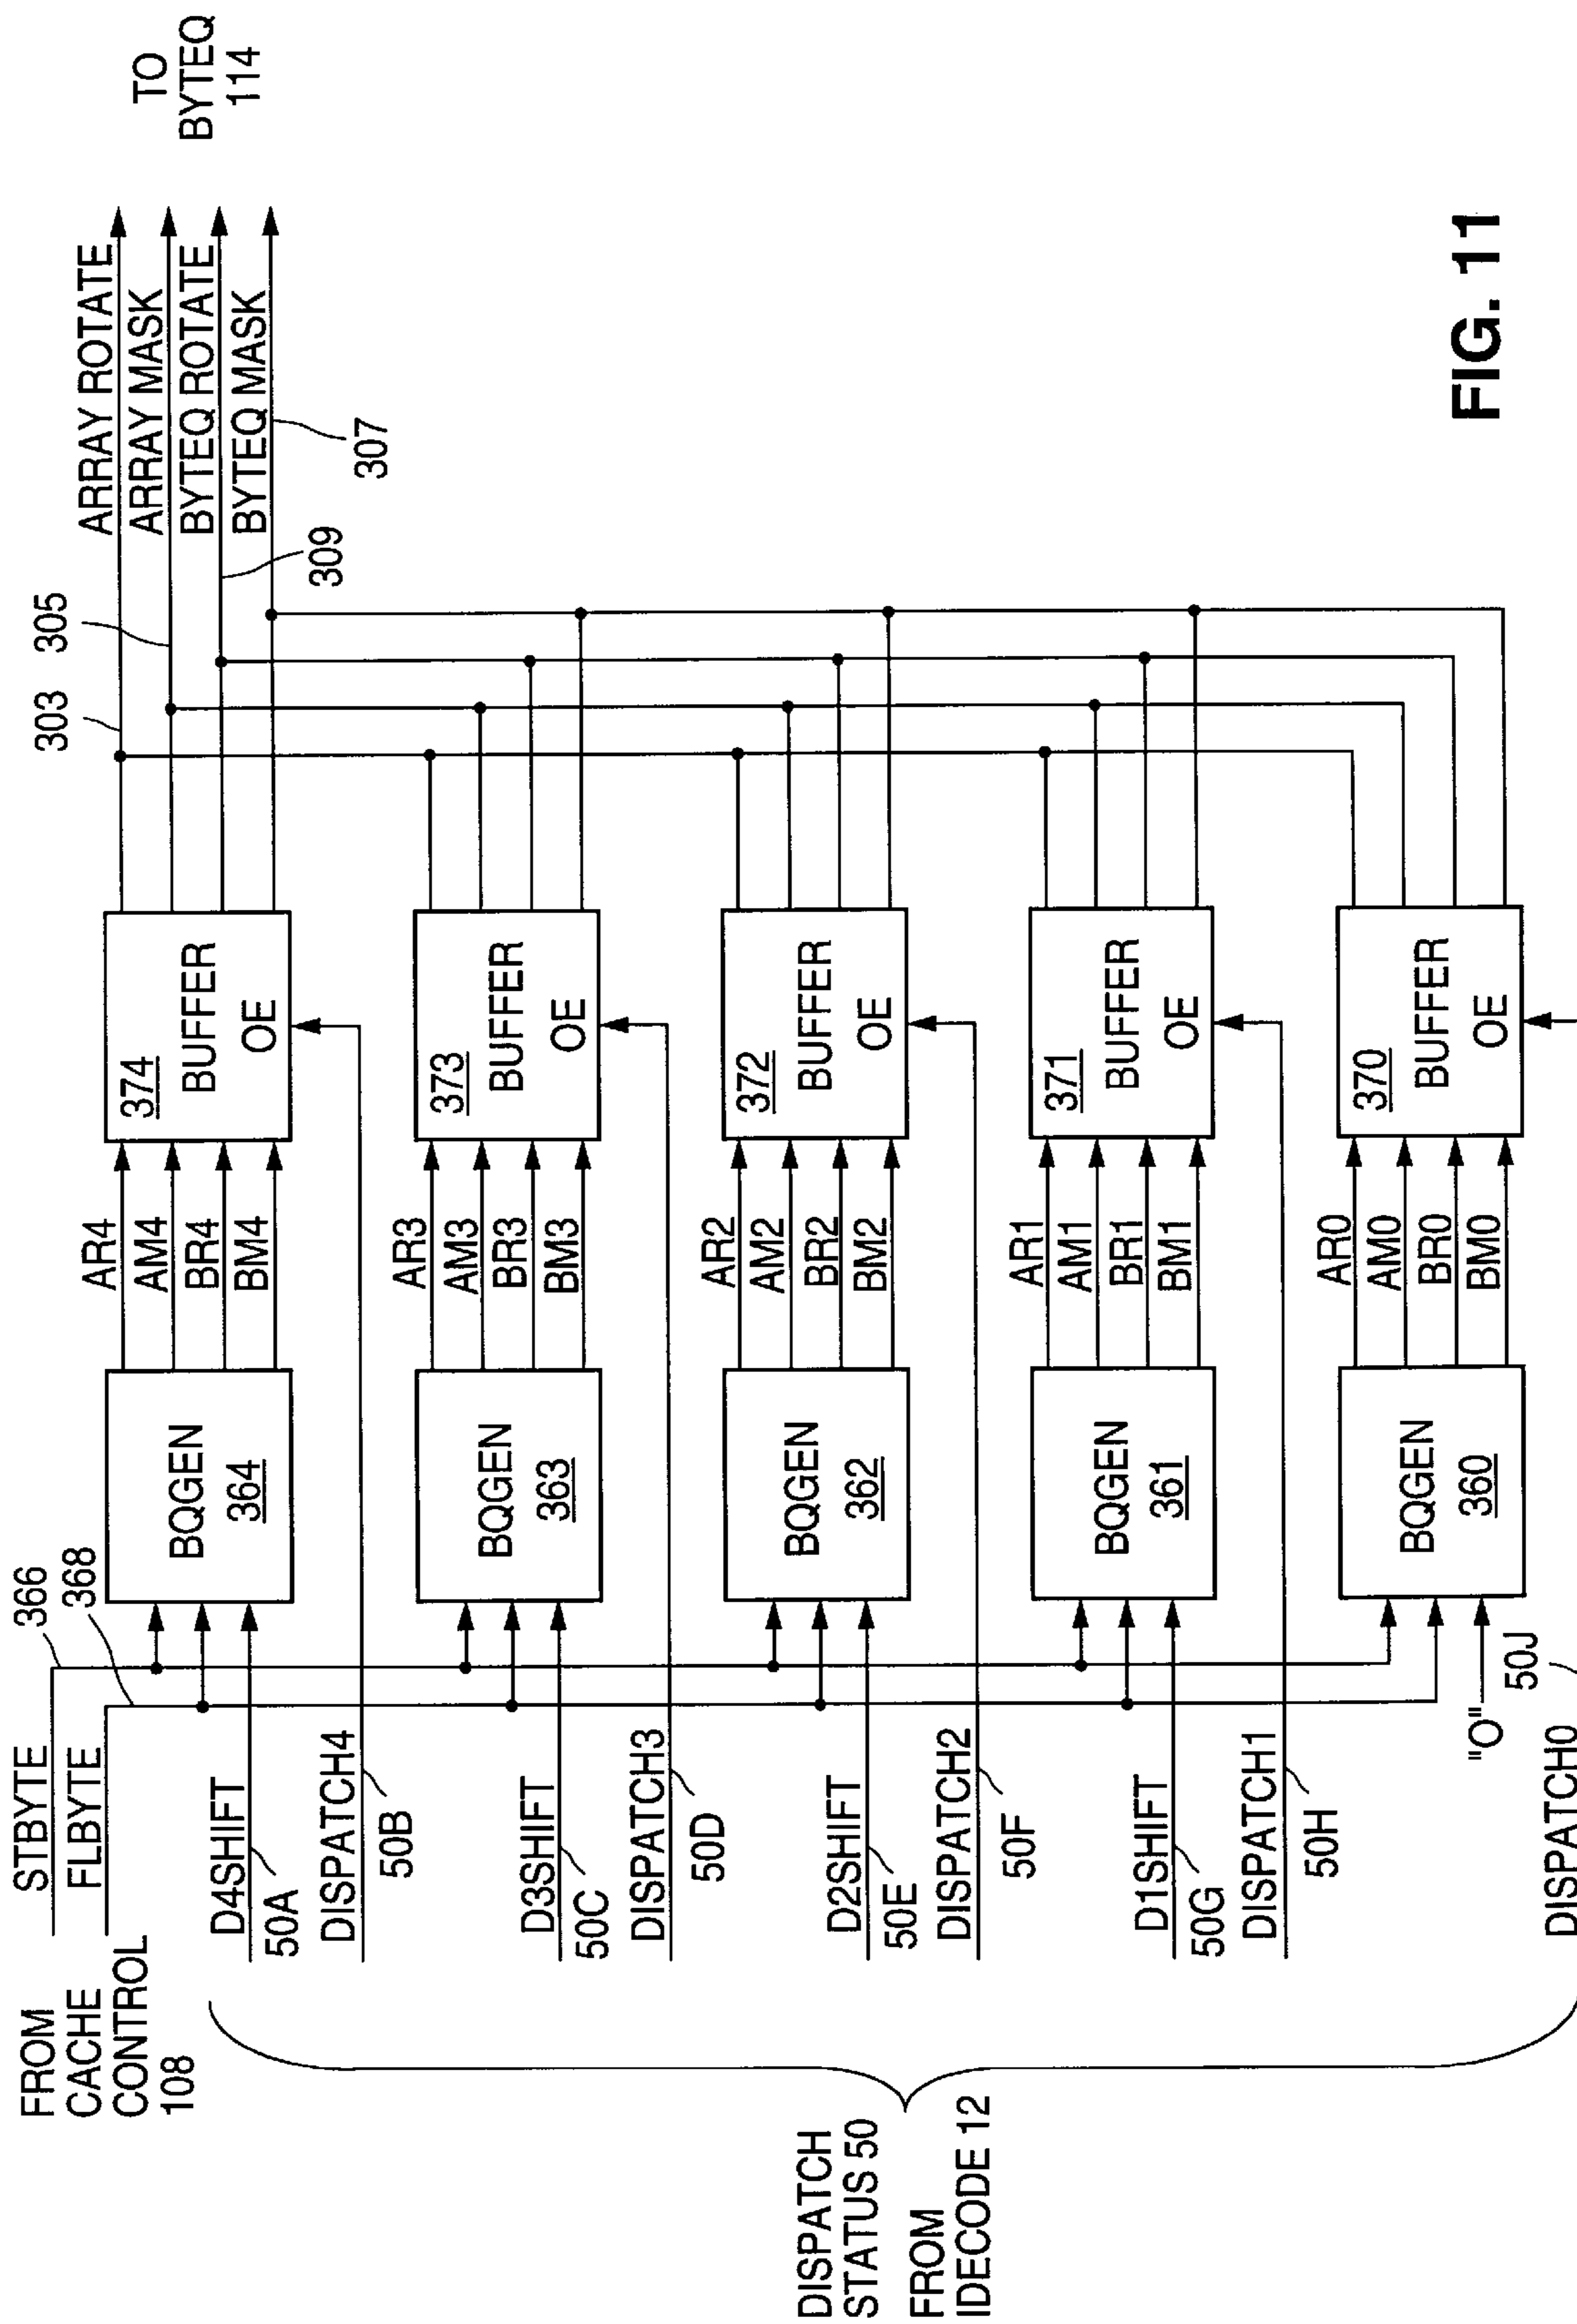 FROM
CACHE
CONTROL
108
STBYTE
FLBYTE
366
368
D4SHIFT
50A
DISPATCH4
50B
BQGEN
364
AR4
AM4
BR4
BM4
374
BUFFER
OE
303
305
ARRAY ROTATE
ARRAY MASK
BYTEQ ROTATE
BYTEQ MASK
309
307
TO
BYTEQ
114
D3SHIFT
50C
DISPATCH3
50D
BQGEN
363
AR3
AM3
BR3
BM3
373
BUFFER
OE
DISPATCH
STATUS 50
FROM
IDECODE 12
D2SHIFT
50E
DISPATCH2
50F
BQGEN
362
AR2
AM2
BR2
BM2
372
BUFFER
OE
D1SHIFT
50G
DISPATCH1
50H
BQGEN
361
AR1
AM1
BR1
BM1
371
BUFFER
OE
"O"
50J
DISPATCH0
BQGEN
360
AR0
AM0
BR0
BM0
370
BUFFER
OE
FIG. 11